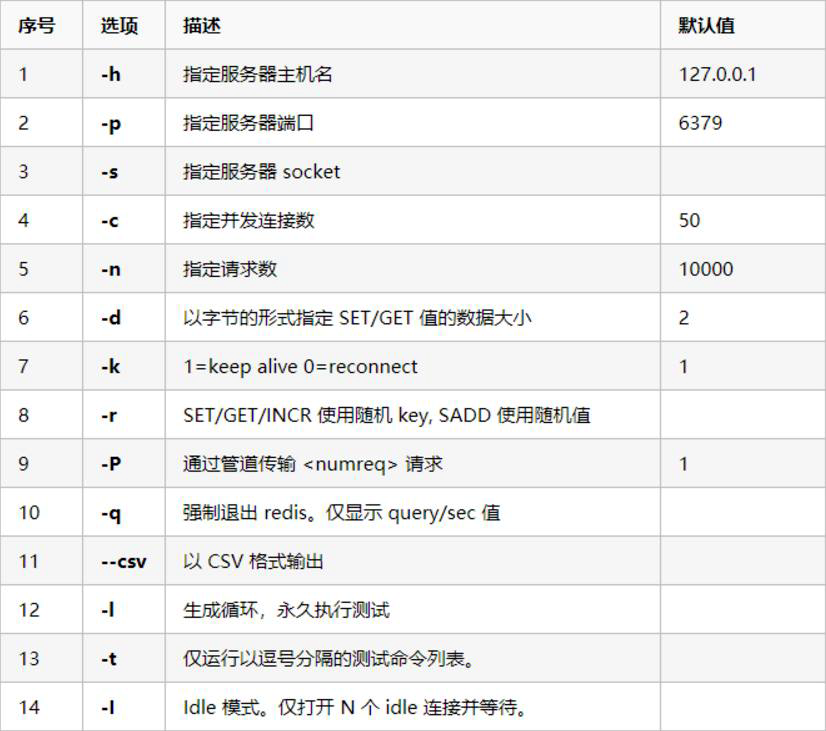 序号 选项 描述 默认值
1 -h 指定服务器主机名 127.0.0.1
2 -p 指定服务器端口 6379
3 -s 指定服务器 socket
4 -c 指定并发连接数 50
5 -n 指定请求数 10000
6 -d 以字节的形式指定 SET/GET 值的数据大小 2
7 -k 1=keep alive 0=reconnect 1
8 -r SET/GET/INCR 使用随机 key, SADD 使用随机值
9 -P 通过管道传输 <numreq> 请求 1
10 -q 强制退出 redis。仅显示 query/sec 值
11 --csv 以 CSV 格式输出
12 -l 生成循环，永久执行测试
13 -t 仅运行以逗号分隔的测试命令列表。
14 -I Idle 模式。仅打开 N 个 idle 连接并等待。